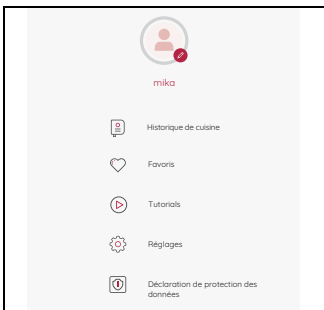 mika
Historique de cuisine
Favoris
Tutorials
Réglages
Déclaration de protection des
données